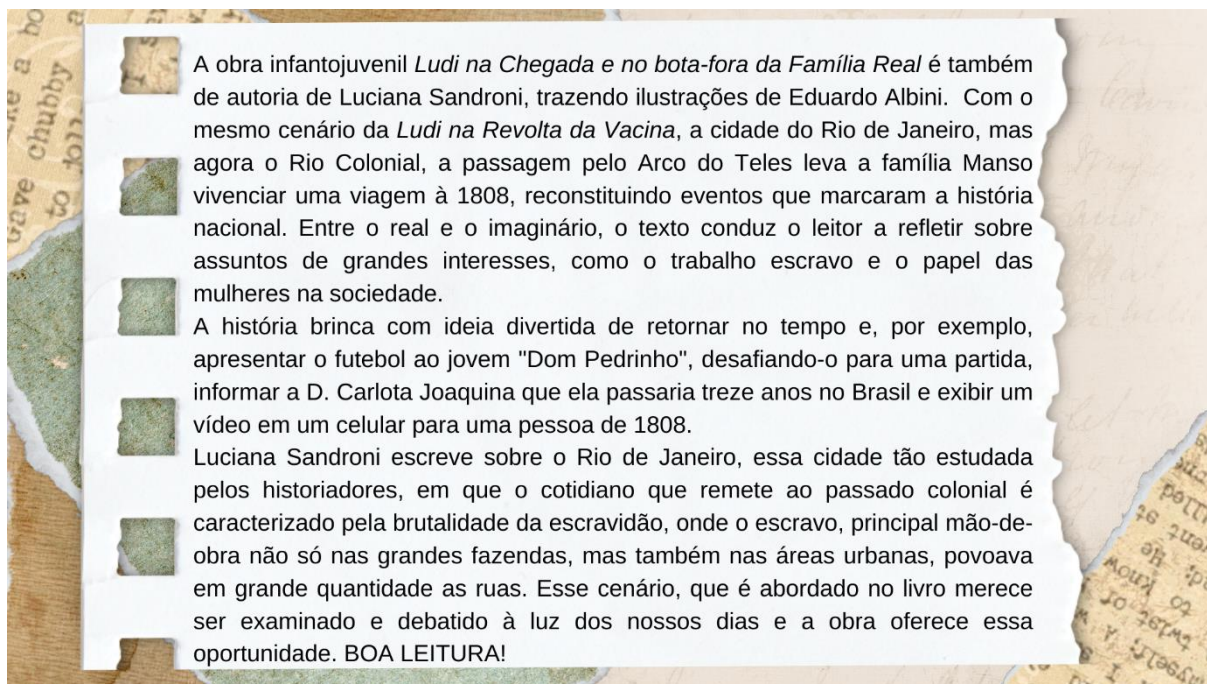 A obra infantojuvenil Ludi na Chegada e no bota-fora da Família Real é também
de autoria de Luciana Sandroni, trazendo ilustrações de Eduardo Albini. Com o
mesmo cenário da Ludi na Revolta da Vacina, a cidade do Rio de Janeiro, mas
agora o Rio Colonial, a passagem pelo Arco do Teles leva a família Manso
vivenciar uma viagem à 1808, reconstituindo eventos que marcaram a história
nacional. Entre o real e o imaginário, o texto conduz o leitor a refletir sobre
assuntos de grandes interesses, como o trabalho escravo e o papel das
mulheres na sociedade.
A história brinca com ideia divertida de retornar no tempo e, por exemplo,
apresentar o futebol ao jovem "Dom Pedrinho", desafiando-o para uma partida,
informar a D. Carlota Joaquina que ela passaria treze anos no Brasil e exibir um
vídeo em um celular para uma pessoa de 1808.
Luciana Sandroni escreve sobre o Rio de Janeiro, essa cidade tão estudada
pelos historiadores, em que o cotidiano que remete ao passado colonial é
caracterizado pela brutalidade da escravidão, onde o escravo, principal mão-de-
obra não só nas grandes fazendas, mas também nas áreas urbanas, povoava
em grande quantidade as ruas. Esse cenário, que é abordado no livro merece
ser examinado e debatido à luz dos nossos dias e a obra oferece essa
oportunidade. BOA LEITURA!
Gave
chubby
to
to know
twist of